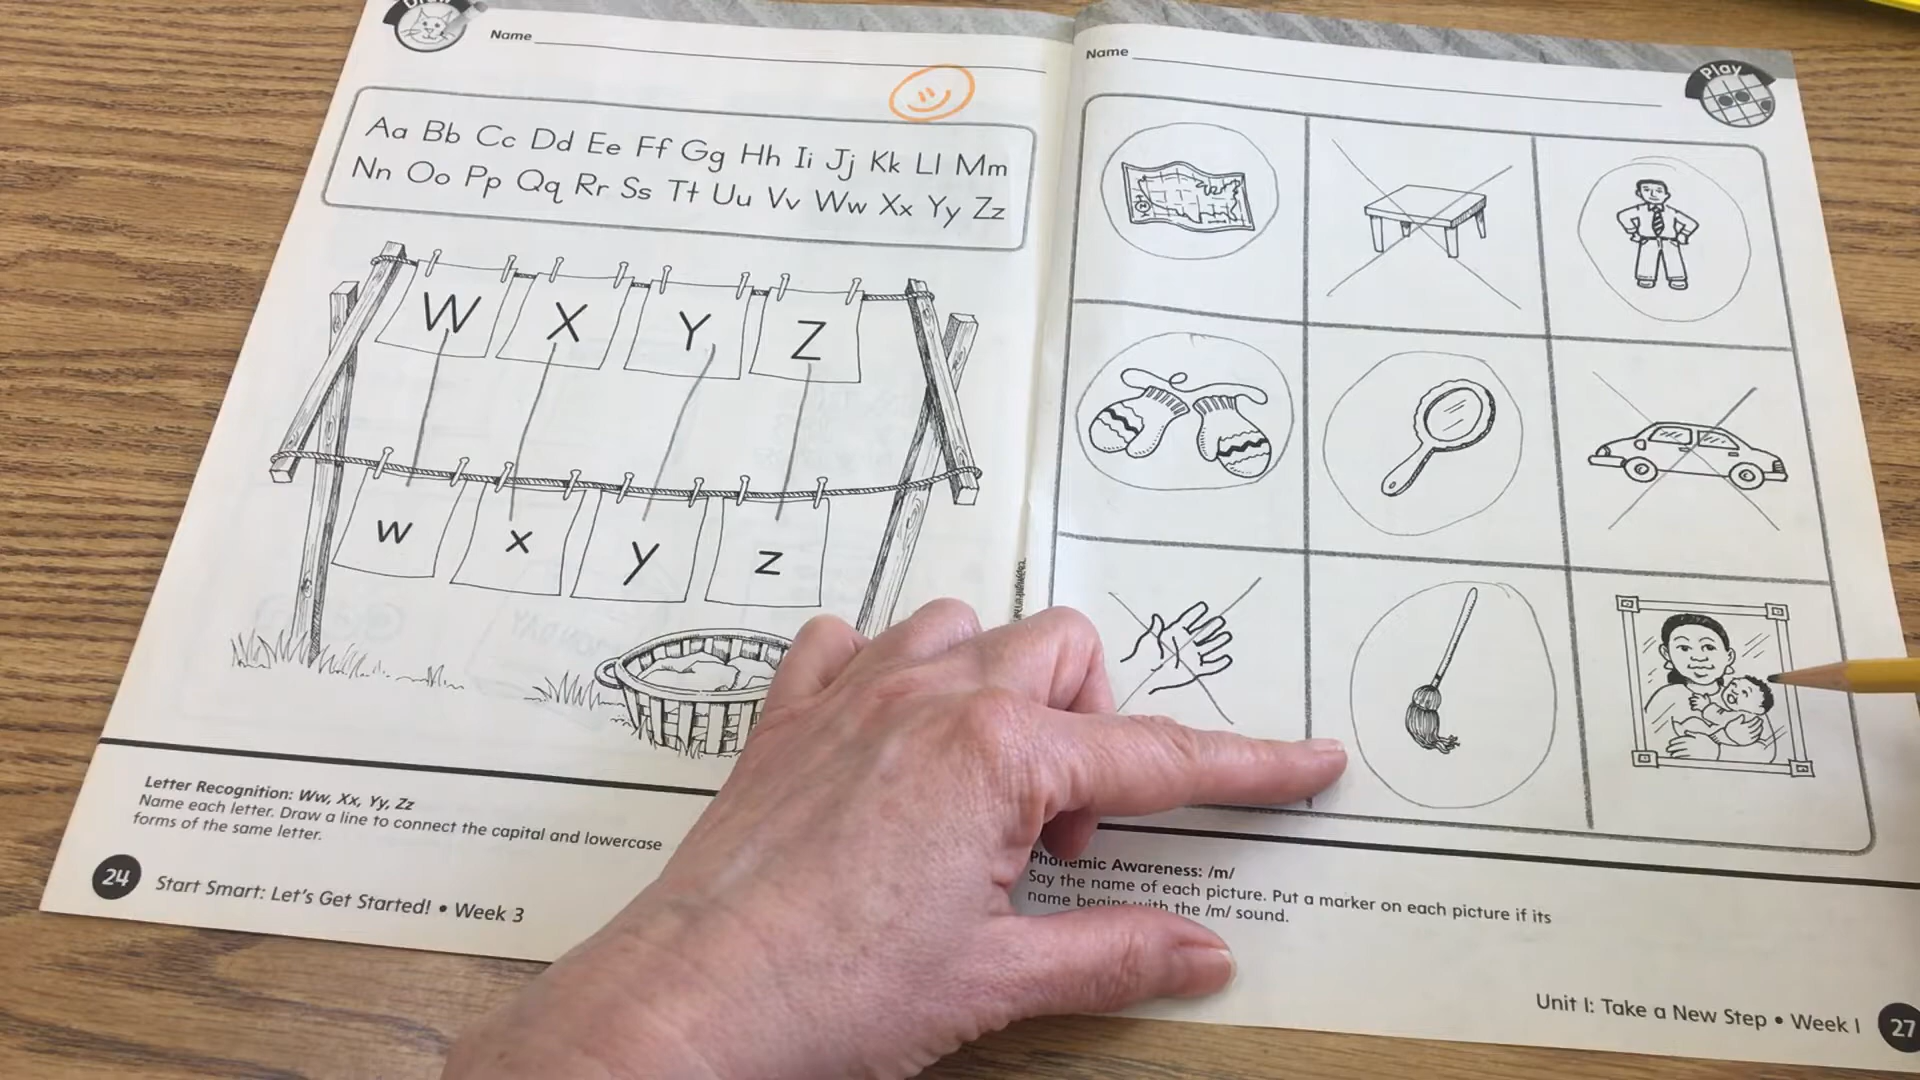 Draw
Name
Aa Bb Cc Dd Ee Ff Gg Hh Ii Jj Kk Ll Mm
Nn Oo Pp Qq Rr Ss Tt Uu Vv Ww Xx Yy Zz
W X Y Z
w x y z
Letter Recognition: Ww, Xx, Yy, Zz
Name each letter. Draw a line to connect the capital and lowercase
forms of the same letter.
24 Start Smart: Let's Get Started! • Week 3
Name
Play
Phonemic Awareness: /m/
Say the name of each picture. Put a marker on each picture if its
name begins with the /m/ sound.
Unit 1: Take a New Step • Week 1 27